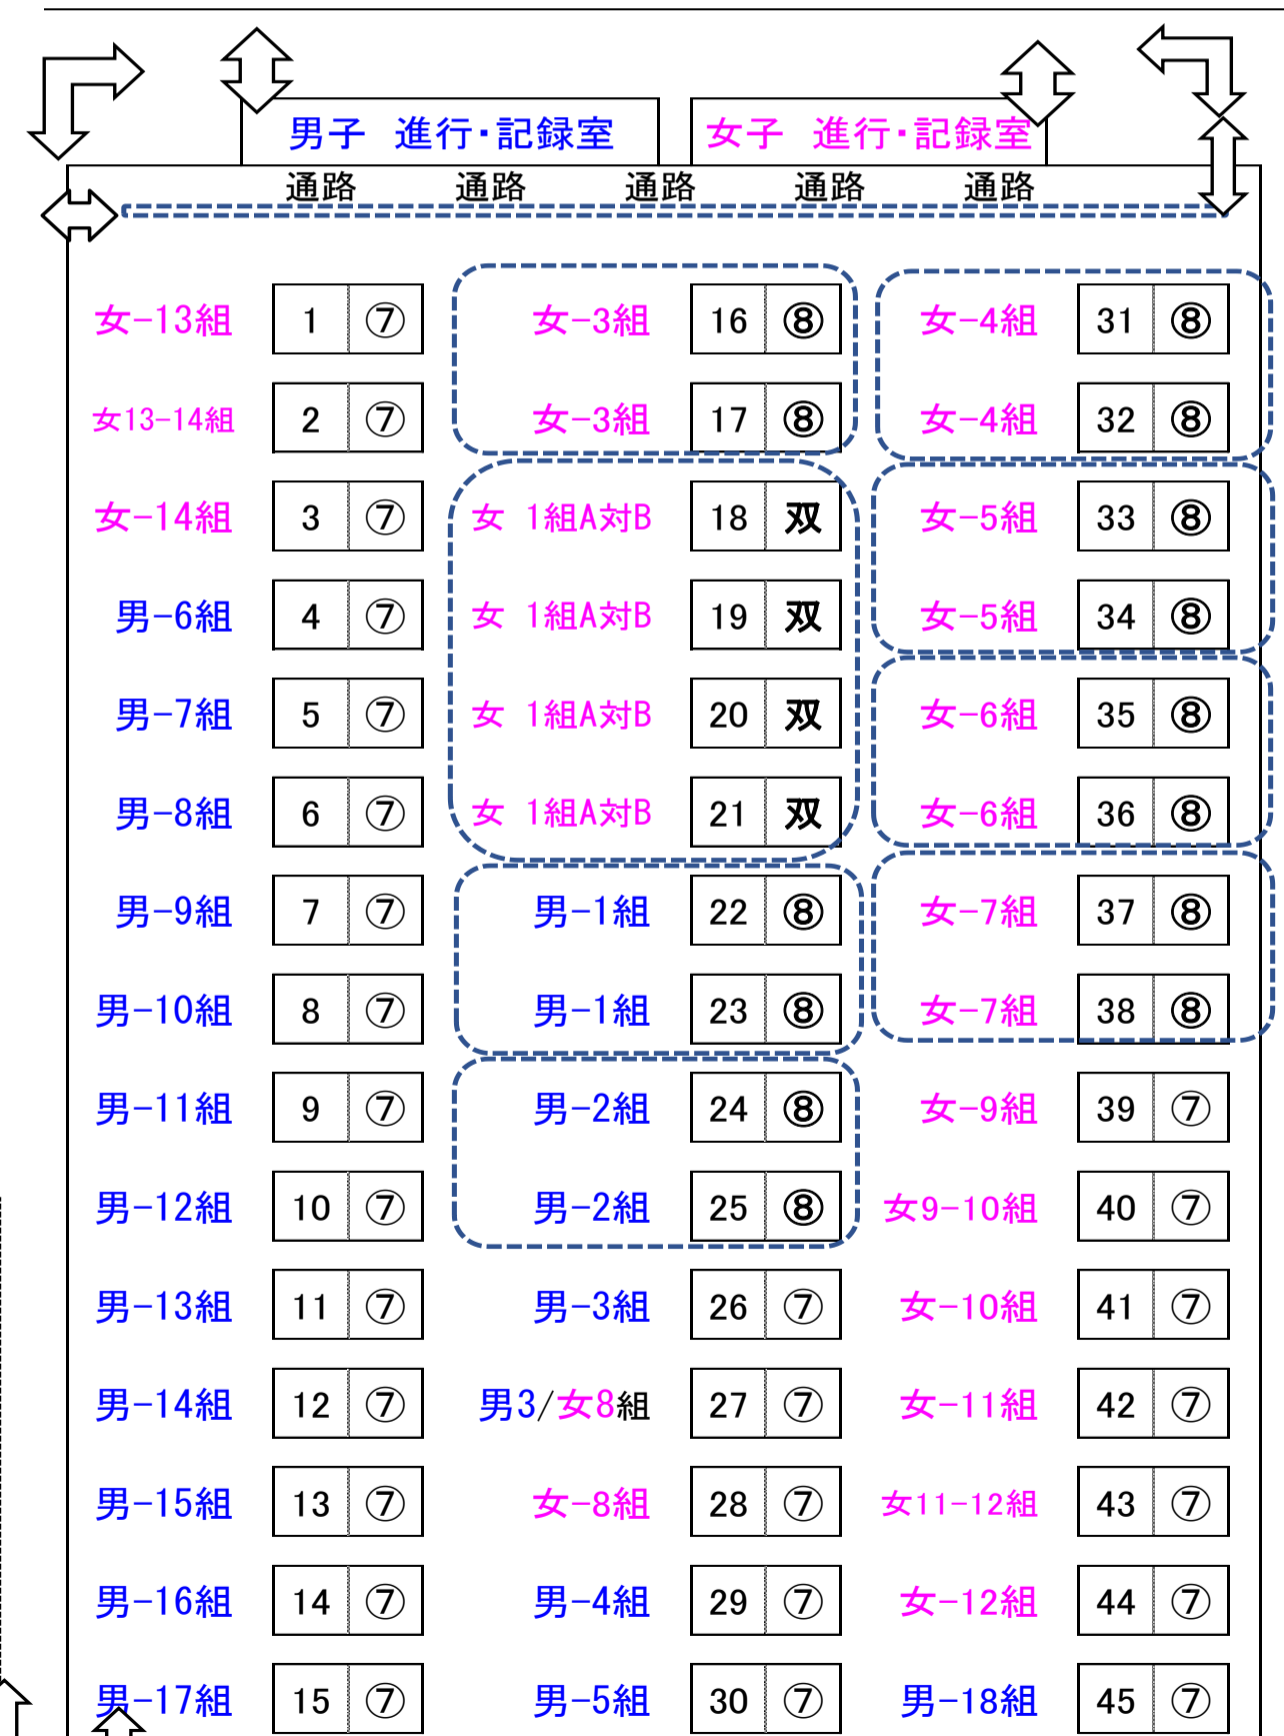 男子　進行・記録室　女子　進行・記録室
通路　通路　通路　通路　通路
女-13組 1 ⑦ 女-3組 16 ⑧ 女-4組 31 ⑧
女13-14組 2 ⑦ 女-3組 17 ⑧ 女-4組 32 ⑧
女-14組 3 ⑦ 女 1組A対B 18 双 女-5組 33 ⑧
男-6組 4 ⑦ 女 1組A対B 19 双 女-5組 34 ⑧
男-7組 5 ⑦ 女 1組A対B 20 双 女-6組 35 ⑧
男-8組 6 ⑦ 女 1組A対B 21 双 女-6組 36 ⑧
男-9組 7 ⑦ 男-1組 22 ⑧ 女-7組 37 ⑧
男-10組 8 ⑦ 男-1組 23 ⑧ 女-7組 38 ⑧
男-11組 9 ⑦ 男-2組 24 ⑧ 女-9組 39 ⑦
男-12組 10 ⑦ 男-2組 25 ⑧ 女9-10組 40 ⑦
男-13組 11 ⑦ 男-3組 26 ⑦ 女-10組 41 ⑦
男-14組 12 ⑦ 男3/女8組 27 ⑦ 女-11組 42 ⑦
男-15組 13 ⑦ 女-8組 28 ⑦ 女11-12組 43 ⑦
男-16組 14 ⑦ 男-4組 29 ⑦ 女-12組 44 ⑦
男-17組 15 ⑦ 男-5組 30 ⑦ 男-18組 45 ⑦